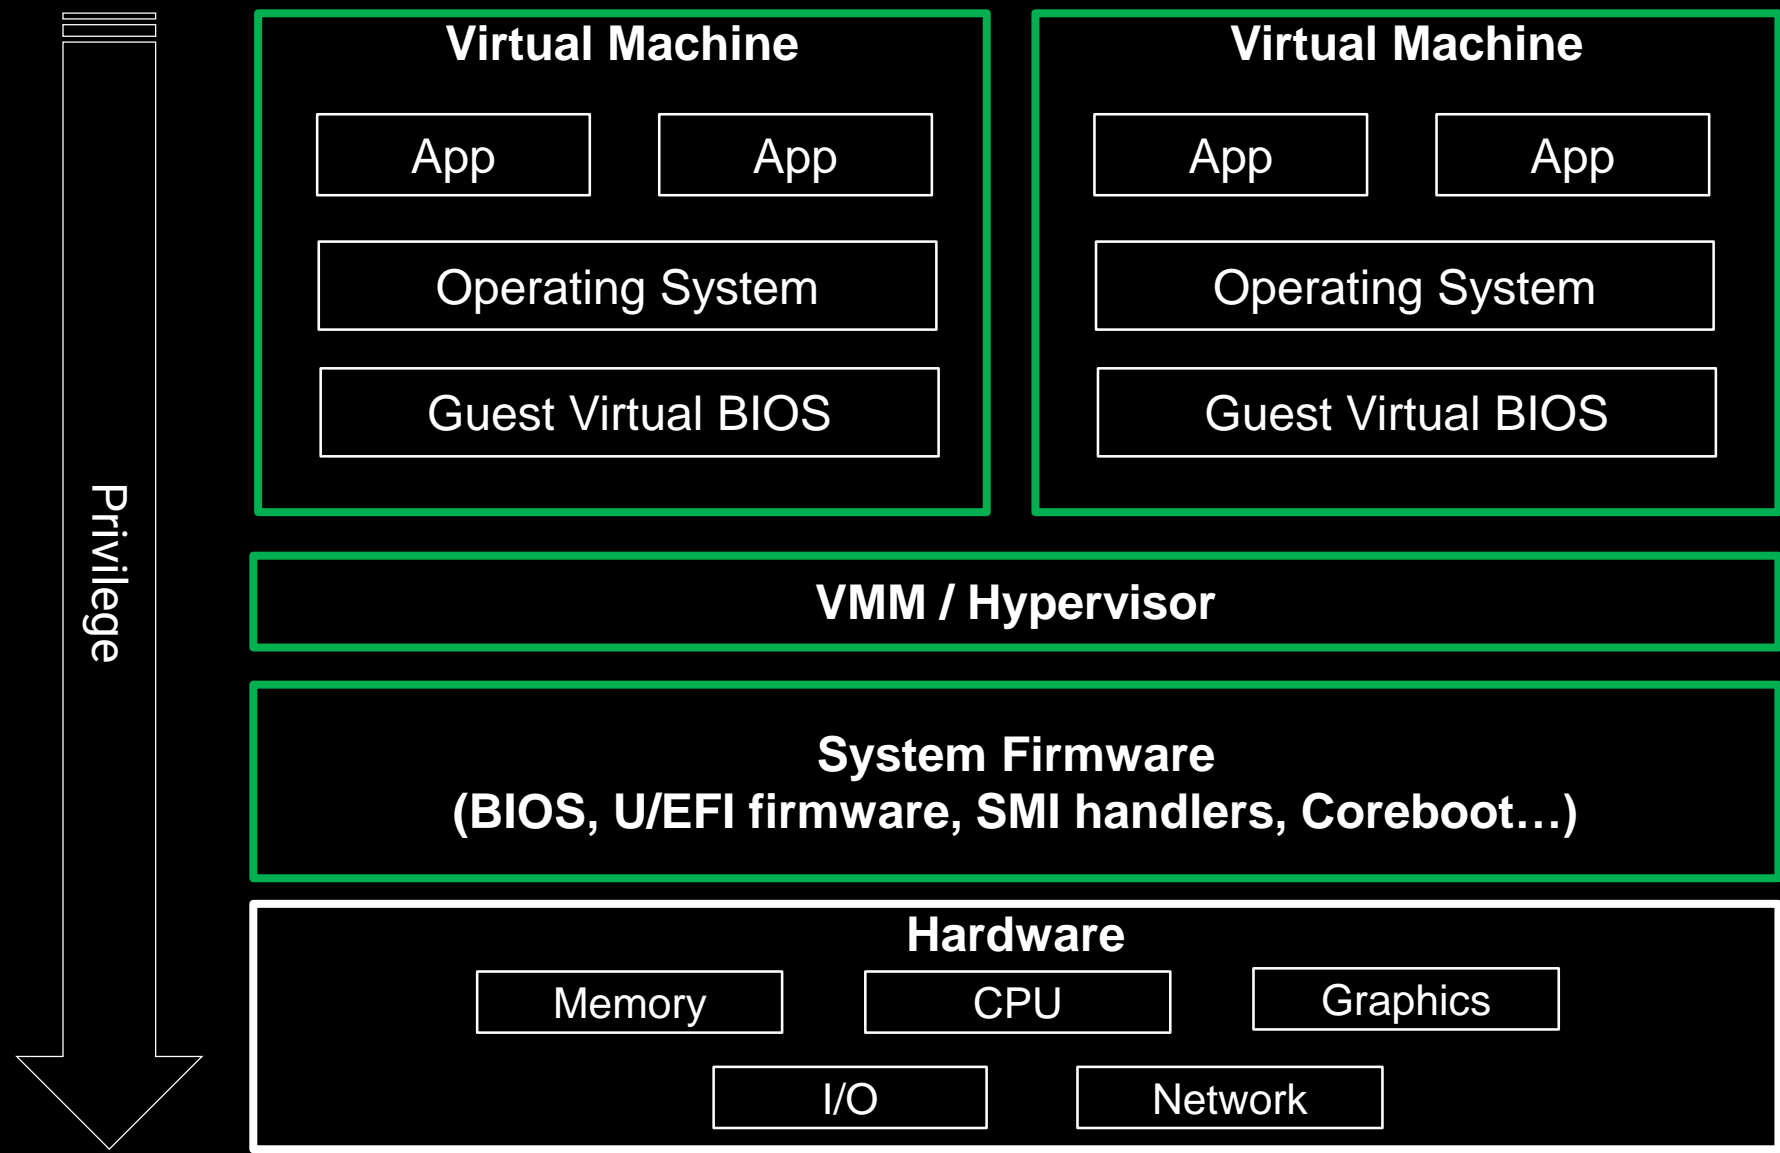 Privilege
Virtual Machine
App
App
Operating System
Guest Virtual BIOS
Virtual Machine
App
App
Operating System
Guest Virtual BIOS
VMM / Hypervisor
System Firmware
(BIOS, U/EFI firmware, SMI handlers, Coreboot…)
Hardware
Memory
CPU
Graphics
I/O
Network